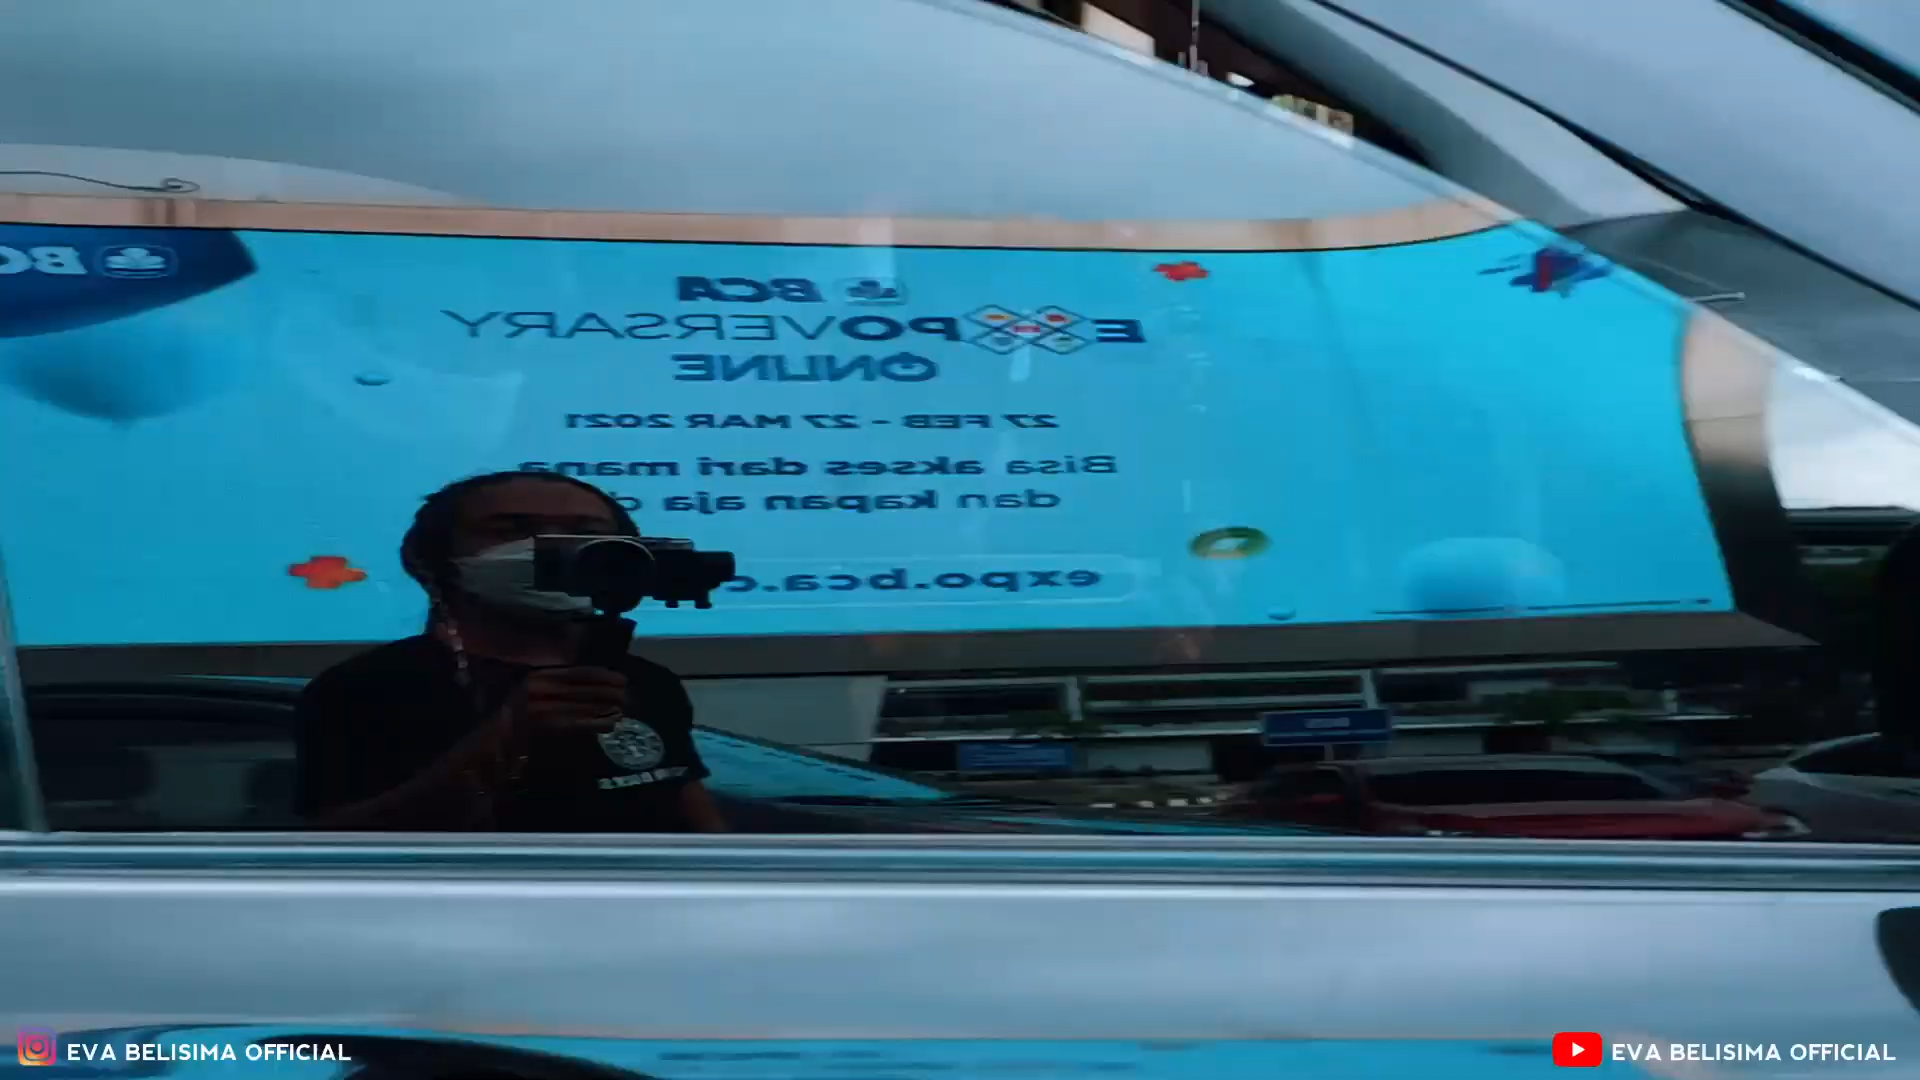 BCA
BCA
EXPOVERSARY
ONLINE
27 FEB - 27 MAR 2021
Bisa akses dari mana
dan kapan aja
expo.bca.c
EVA BELISIMA OFFICIAL
EVA BELISIMA OFFICIAL